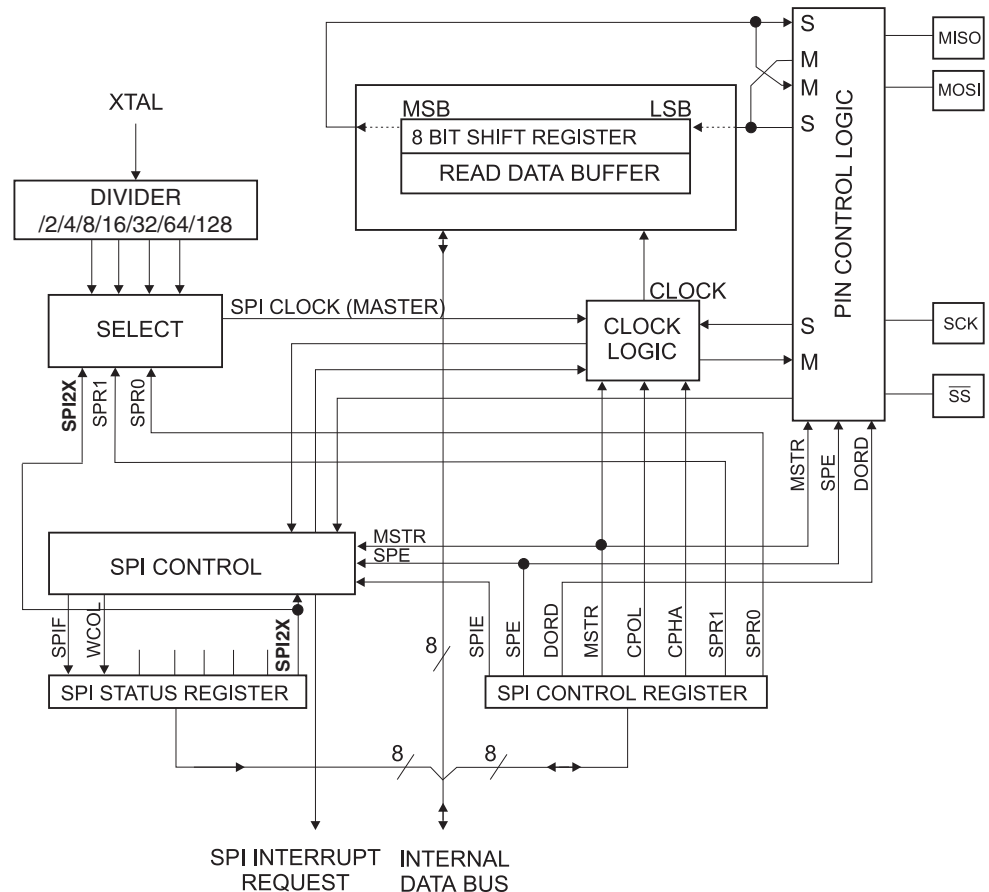 S
MISO
M
MOSI
M
S
PIN CONTROL LOGIC
XTAL
MSB
LSB
8 BIT SHIFT REGISTER
READ DATA BUFFER
DIVIDER
/2/4/8/16/32/64/128
SPI CLOCK (MASTER)
SELECT
CLOCK
CLOCK
LOGIC
S
M
SCK
SS
SPI2X
SPR1
SPR0
MSTR
SPE
DORD
SPI CONTROL
MSTR
SPE
SPIF
WCOL
SPI2X
8
SPIE
SPE
DORD
MSTR
CPOL
CPHA
SPR1
SPR0
SPI STATUS REGISTER
SPI CONTROL REGISTER
8
8
SPI INTERRUPT
REQUEST
INTERNAL
DATA BUS